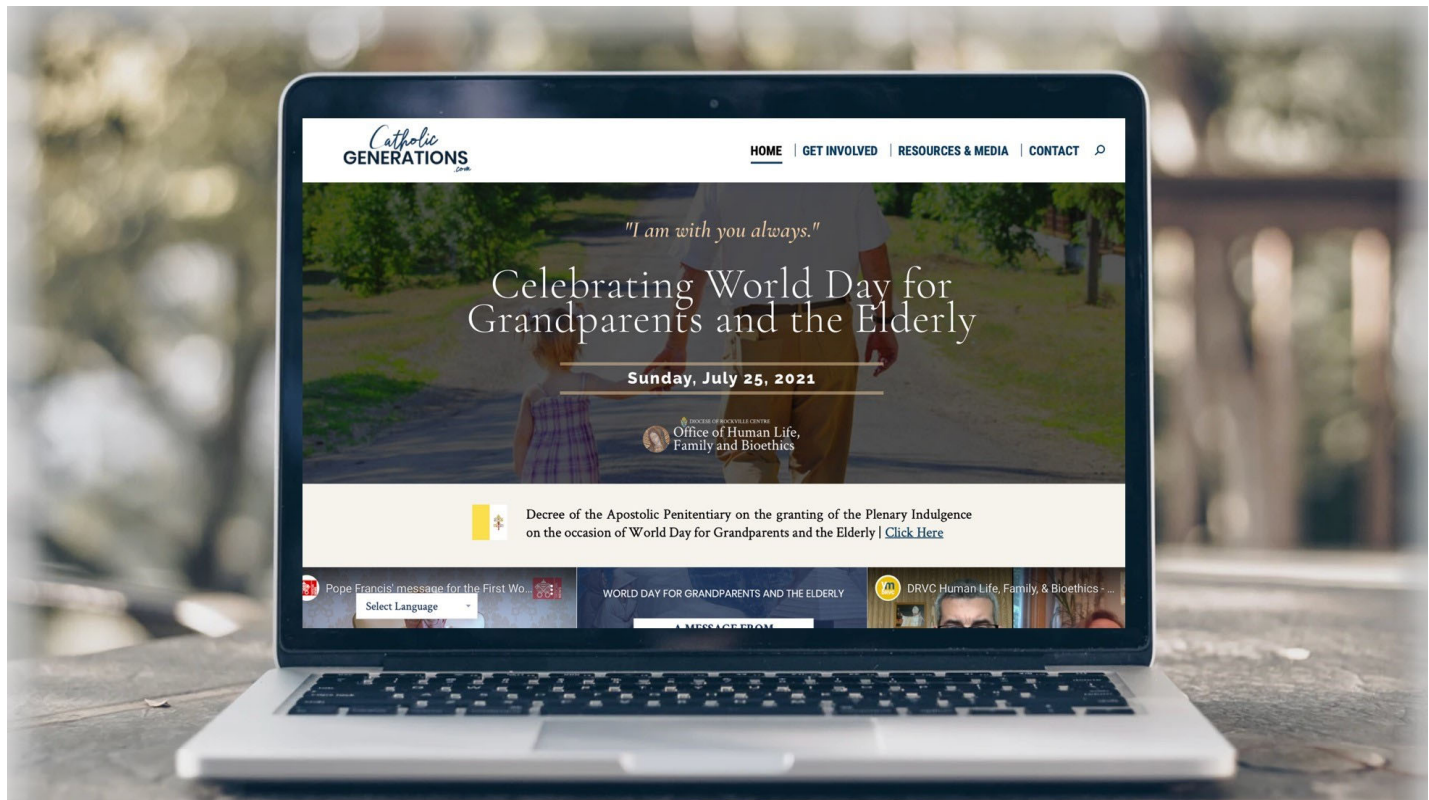 Catholic
GENERATIONS
.com
HOME | GET INVOLVED | RESOURCES & MEDIA | CONTACT
"I am with you always."
Celebrating World Day for
Grandparents and the Elderly
Sunday, July 25, 2021
DIOCESE OF ROCKVILLE CENTRE
Office of Human Life,
Family and Bioethics
Decree of the Apostolic Penitentiary on the granting of the Plenary Indulgence
on the occasion of World Day for Grandparents and the Elderly | Click Here
Pope Francis' message for the First Wo...
Select Language
WORLD DAY FOR GRANDPARENTS AND THE ELDERLY
A MESSAGE FROM
DRVC Human Life, Family, & Bioethics - ...